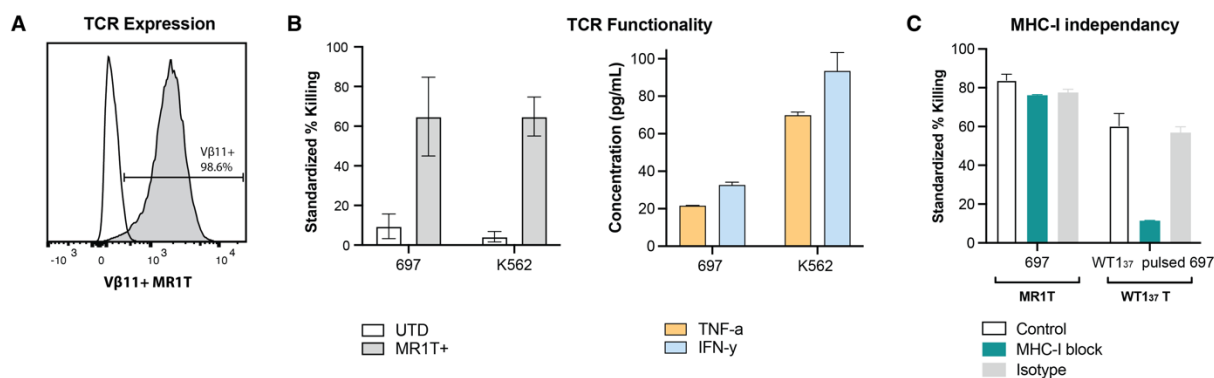 A
TCR Expression
Vβ11+
98.6%
-10 3 0 10 3 10 4
Vβ11+ MR1T
B
TCR Functionality
Standardized % Killing
100
80
60
40
20
0
697 K562
UTD
MR1T+
Concentration (pg/mL)
100
80
60
40
20
0
697 K562
TNF-a
IFN-y
C
MHC-I independancy
Standardized % Killing
100
80
60
40
20
0
697 WT137 pulsed 697
MR1T WT137 T
Control
MHC-I block
Isotype